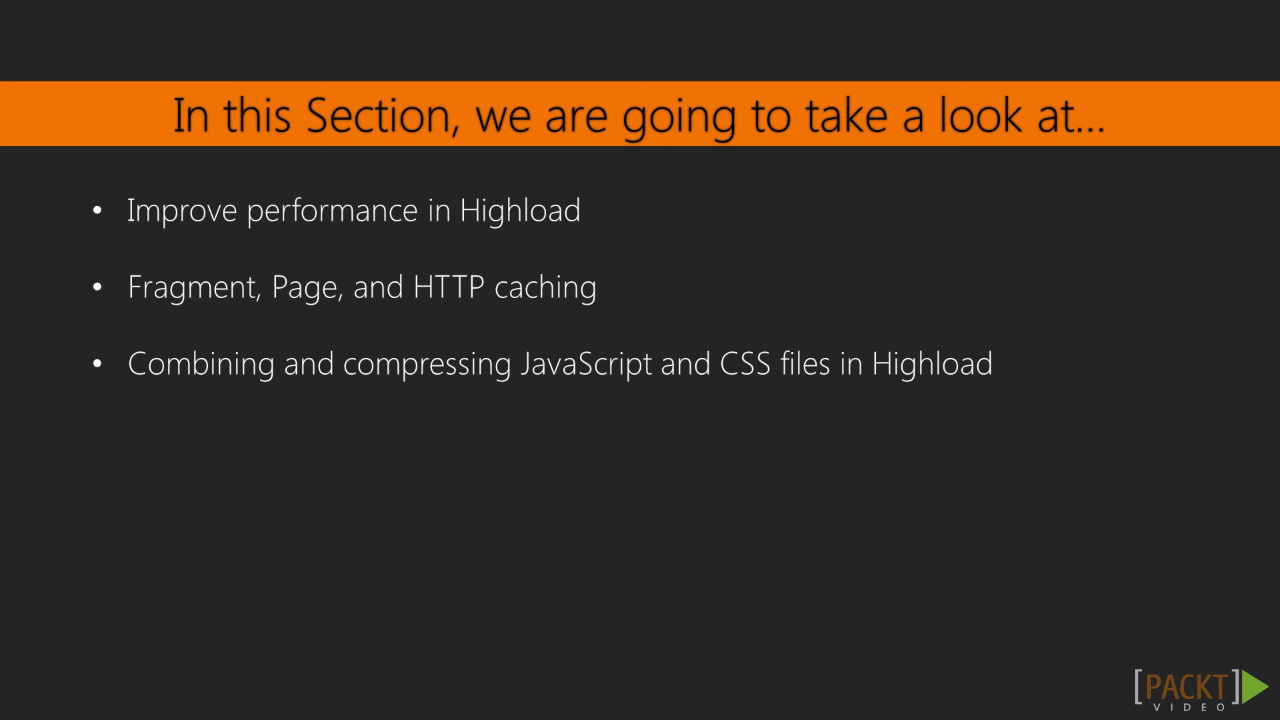 In this Section, we are going to take a look at...
• Improve performance in Highload
• Fragment, Page, and HTTP caching
• Combining and compressing JavaScript and CSS files in Highload
[PACKT]
VIDEO